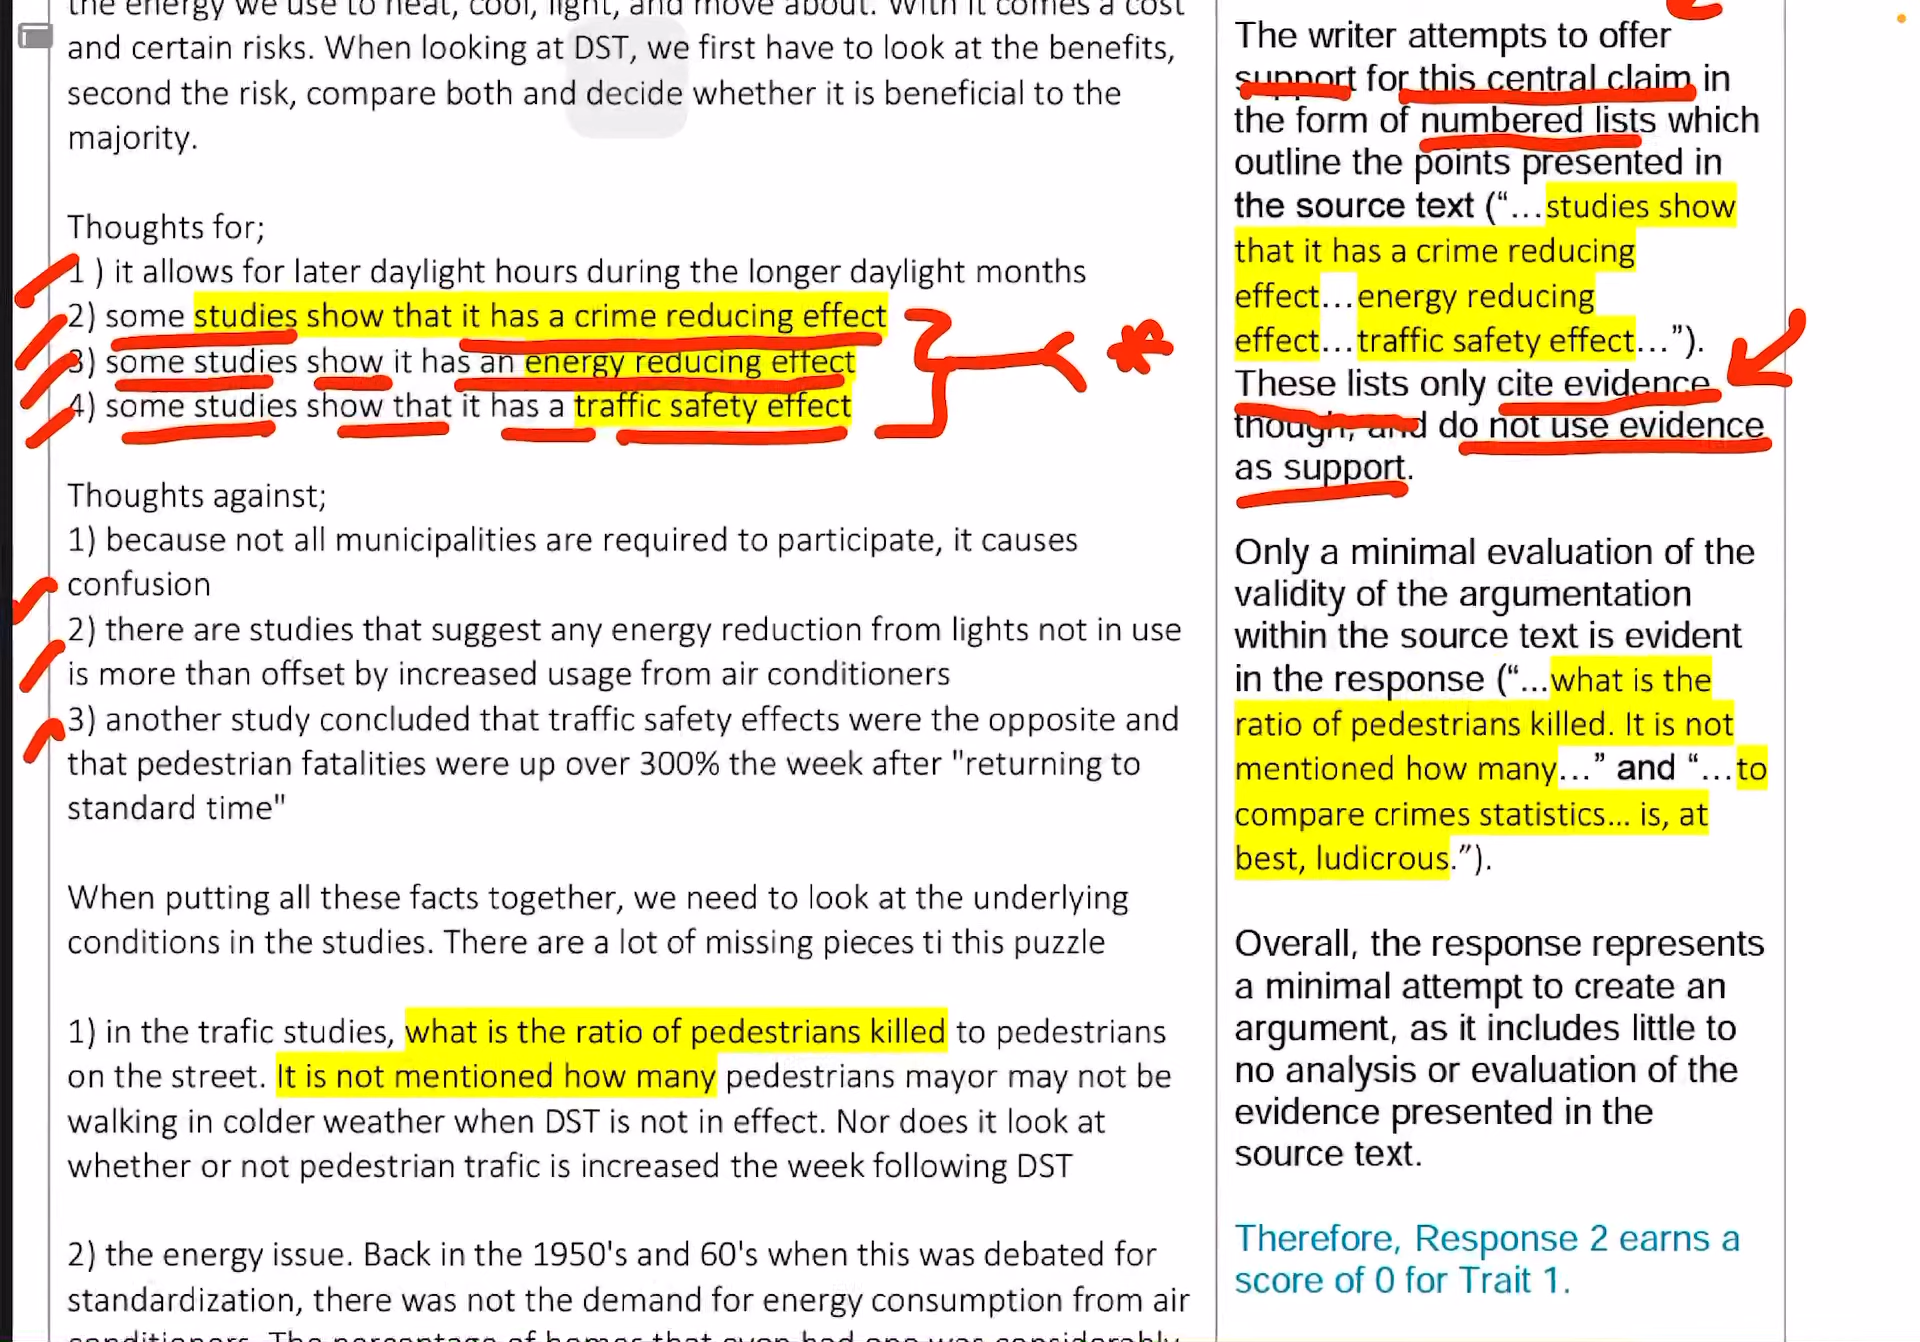 the energy we use to heat, cool, light, and move about. With it comes a cost
and certain risks. When looking at DST, we first have to look at the benefits,
second the risk, compare both and decide whether it is beneficial to the
majority.
Thoughts for;
1 ) it allows for later daylight hours during the longer daylight months
2) some studies show that it has a crime reducing effect
3) some studies show it has an energy reducing effect
4) some studies show that it has a traffic safety effect
Thoughts against;
1) because not all municipalities are required to participate, it causes
confusion
2) there are studies that suggest any energy reduction from lights not in use
is more than offset by increased usage from air conditioners
3) another study concluded that traffic safety effects were the opposite and
that pedestrian fatalities were up over 300% the week after "returning to
standard time"
When putting all these facts together, we need to look at the underlying
conditions in the studies. There are a lot of missing pieces ti this puzzle
1) in the trafic studies, what is the ratio of pedestrians killed to pedestrians
on the street. It is not mentioned how many pedestrians mayor may not be
walking in colder weather when DST is not in effect. Nor does it look at
whether or not pedestrian trafic is increased the week following DST
2) the energy issue. Back in the 1950's and 60's when this was debated for
standardization, there was not the demand for energy consumption from air
conditioners. The percentage of homes that even had one was considerably
The writer attempts to offer
support for this central claim in
the form of numbered lists which
outline the points presented in
the source text (“…studies show
that it has a crime reducing
effect…energy reducing
effect…traffic safety effect…”).
These lists only cite evidence
though, and do not use evidence
as support.
Only a minimal evaluation of the
validity of the argumentation
within the source text is evident
in the response (“…what is the
ratio of pedestrians killed. It is not
mentioned how many…” and “…to
compare crimes statistics… is, at
best, ludicrous.”).
Overall, the response represents
a minimal attempt to create an
argument, as it includes little to
no analysis or evaluation of the
evidence presented in the
source text.
Therefore, Response 2 earns a
score of 0 for Trait 1.